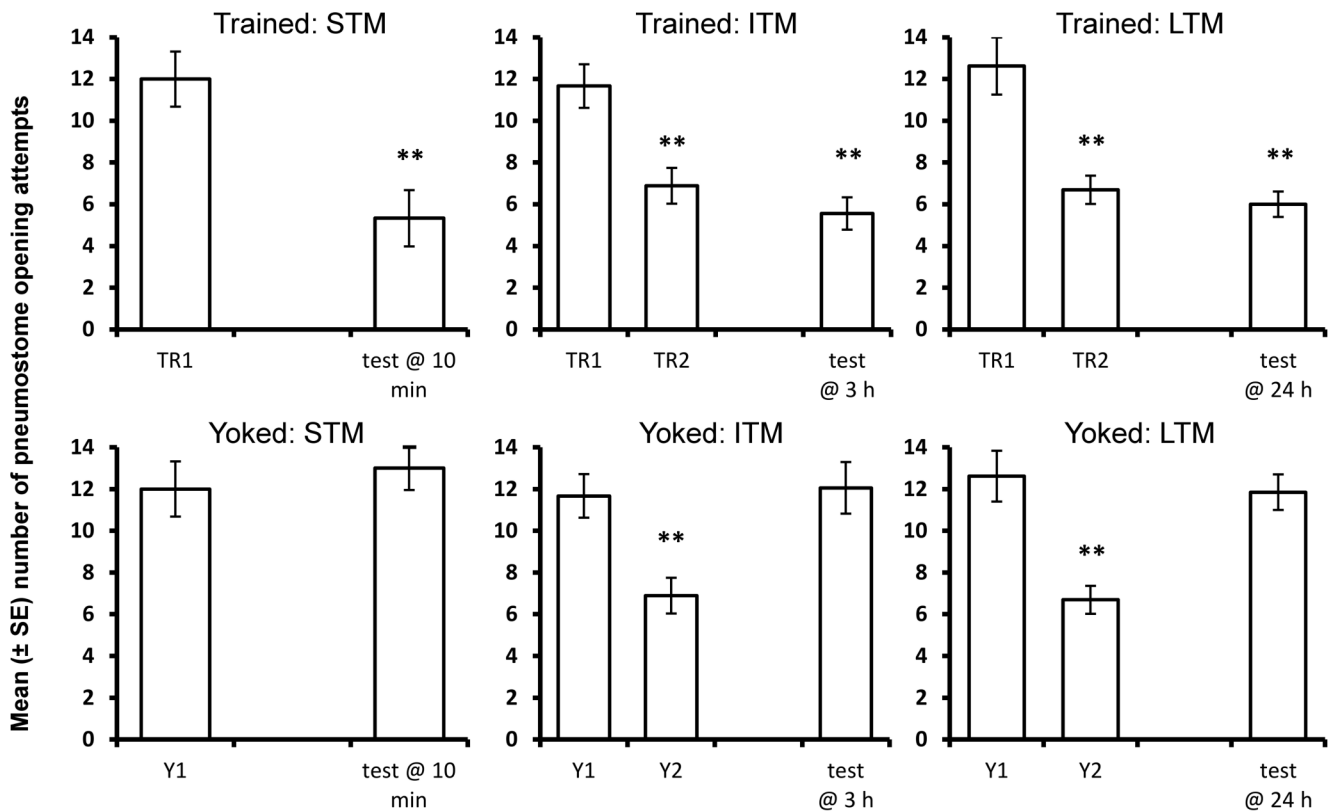 Mean (± SE) number of pneumostome opening attempts
Trained: STM
14
12
10
8
6
4
2
0
**
TR1
test @ 10
min
Trained: ITM
14
12
10
8
6
4
2
0
**
**
TR1
TR2
test
@ 3 h
Trained: LTM
14
12
10
8
6
4
2
0
**
**
TR1
TR2
test
@ 24 h
Yoked: STM
14
12
10
8
6
4
2
0
Y1
test @ 10
min
Yoked: ITM
14
12
10
8
6
4
2
0
**
Y1
Y2
test
@ 3 h
Yoked: LTM
14
12
10
8
6
4
2
0
**
Y1
Y2
test
@ 24 h